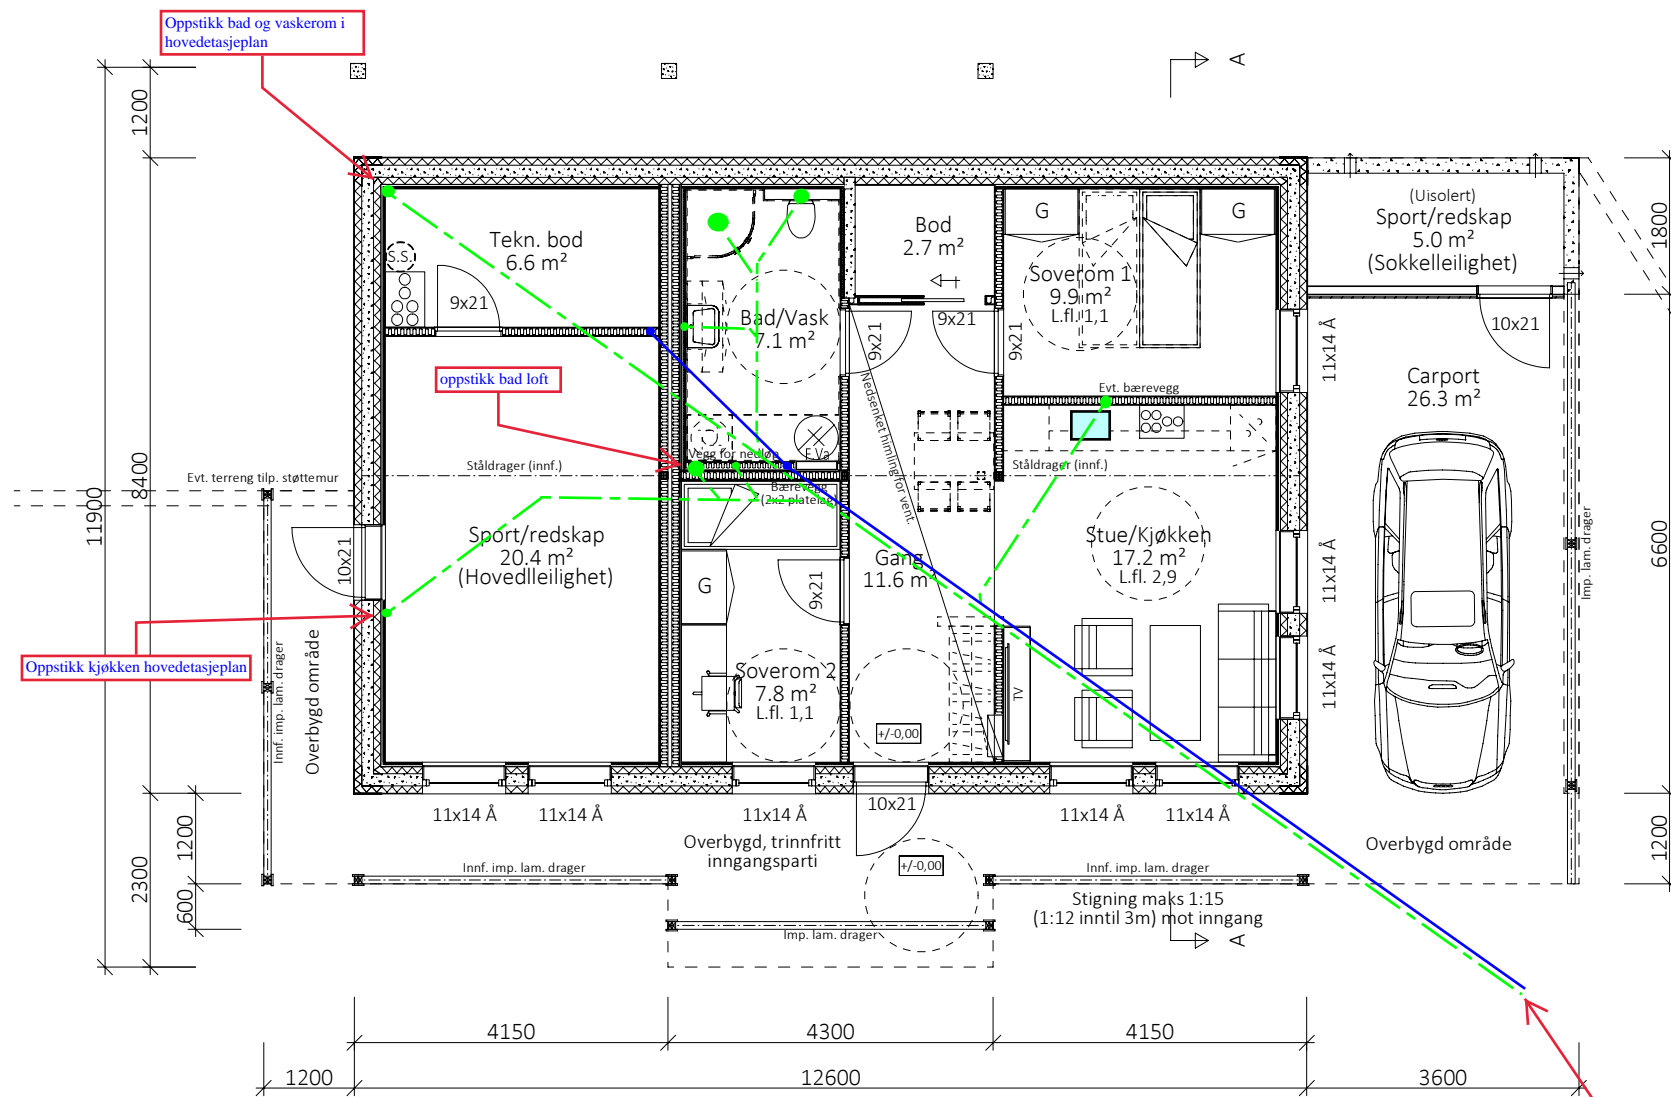 Oppstikk bad og vaskerom i
hovedetasjeplan
A
1200
11900
8400
2300
1200
600
Tekn. bod
6.6 m²
S.S.
9x21
Bad/Vask
7.1 m²
Bod
2.7 m²
9x21
9x21
9x21
G
G
Soverom 1
9.9 m²
L.fl. 1,1
(Uisolert)
Sport/redskap
5.0 m²
(Sokkelleilighet)
10x21
1800
6600
1200
11x14 Å
Carport
26.3 m²
oppstikk bad loft
Evt. bærevegg
Nedsenket himling for vent.
Vegg for nedløp
F.Va
Ståldrager (innf.)
Ståldrager (innf.)
Bærevegg
(2x2 platelag)
Evt. terreng tilp. støttemur
10x21
Sport/redskap
20.4 m²
(Hovedlleilighet)
Gang
11.6 m²
Stue/Kjøkken
17.2 m²
L.fl. 2,9
11x14 Å
11x14 Å
Imp. lam. drager
G
9x21
Oppstikk kjøkken hovedetasjeplan
Innf. imp. lam. drager
Overbygd område
Soverom 2
7.8 m²
L.fl. 1,1
TV
+/-0,00
11x14 Å
11x14 Å
11x14 Å
10x21
11x14 Å
11x14 Å
Overbygd, trinnfritt
inngangsparti
Overbygd område
Innf. imp. lam. drager
+/-0,00
Innf. imp. lam. drager
Stigning maks 1:15
(1:12 inntil 3m) mot inngang
Imp. lam. drager
A
4150
4300
4150
1200
12600
3600